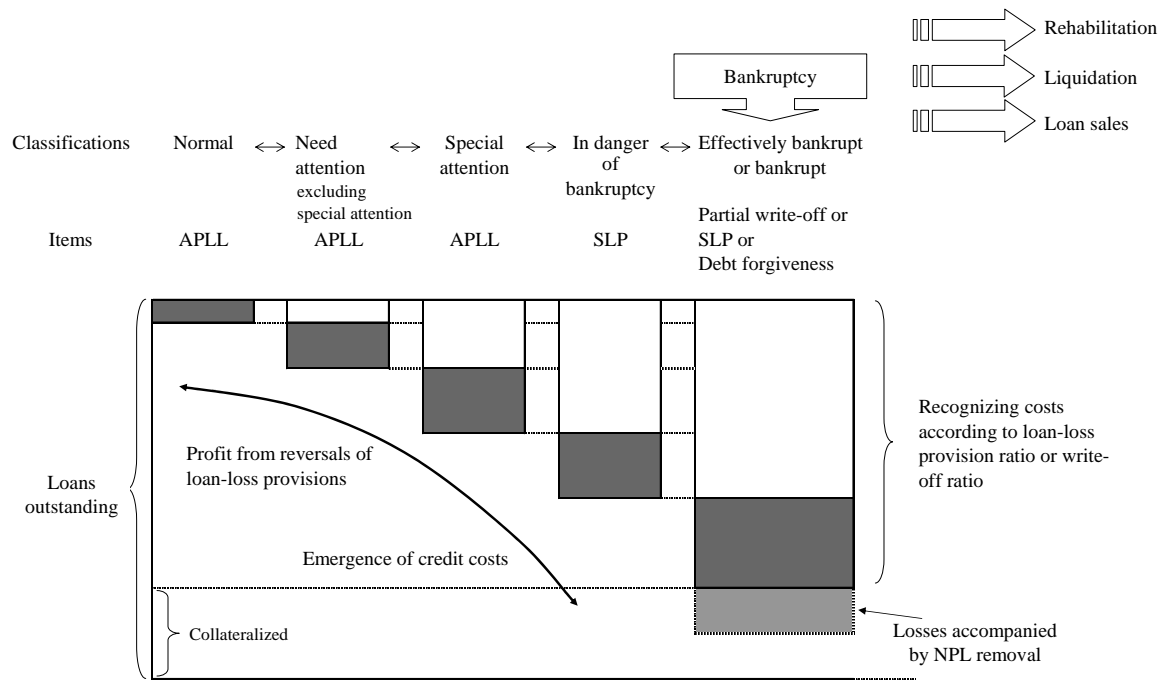 Rehabilitation
Bankruptcy
Liquidation
Loan sales
Classifications
Normal
Need
attention
excluding
special attention
Special
attention
In danger
of
bankruptcy
Effectively bankrupt
or bankrupt
Items
APLL
APLL
APLL
SLP
Partial write-off or
SLP or
Debt forgiveness
Loans
outstanding
Profit from reversals of
loan-loss provisions
Emergence of credit costs
Collateralized
Recognizing costs
according to loan-loss
provision ratio or write-
off ratio
Losses accompanied
by NPL removal